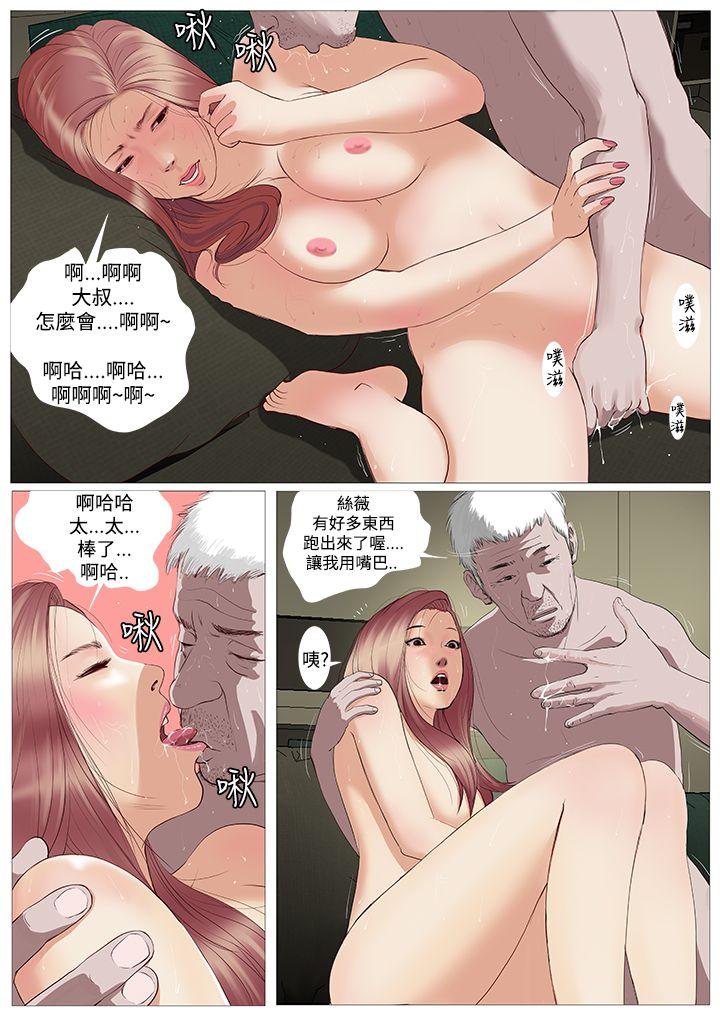 啾
啾
啊...啊啊
大叔....
怎麼會....啊啊~
啊哈....啊哈...
啊啊啊~啊~
噗滋
噗滋
噗滋
啊哈哈
太...太...
棒了...
啊哈..
啾
啾
絲薇
有好多東西
跑出來了喔....
讓我用嘴巴..
咦?